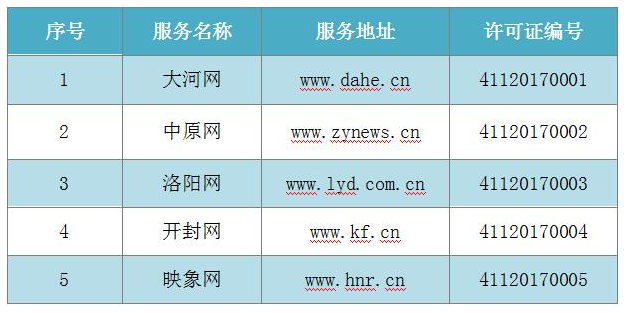 序号 服务名称 服务地址 许可证编号
1 大河网 www.dahe.cn 41120170001
2 中原网 www.zynews.cn 41120170002
3 洛阳网 www.lyd.com.cn 41120170003
4 开封网 www.kf.cn 41120170004
5 映象网 www.hnr.cn 41120170005